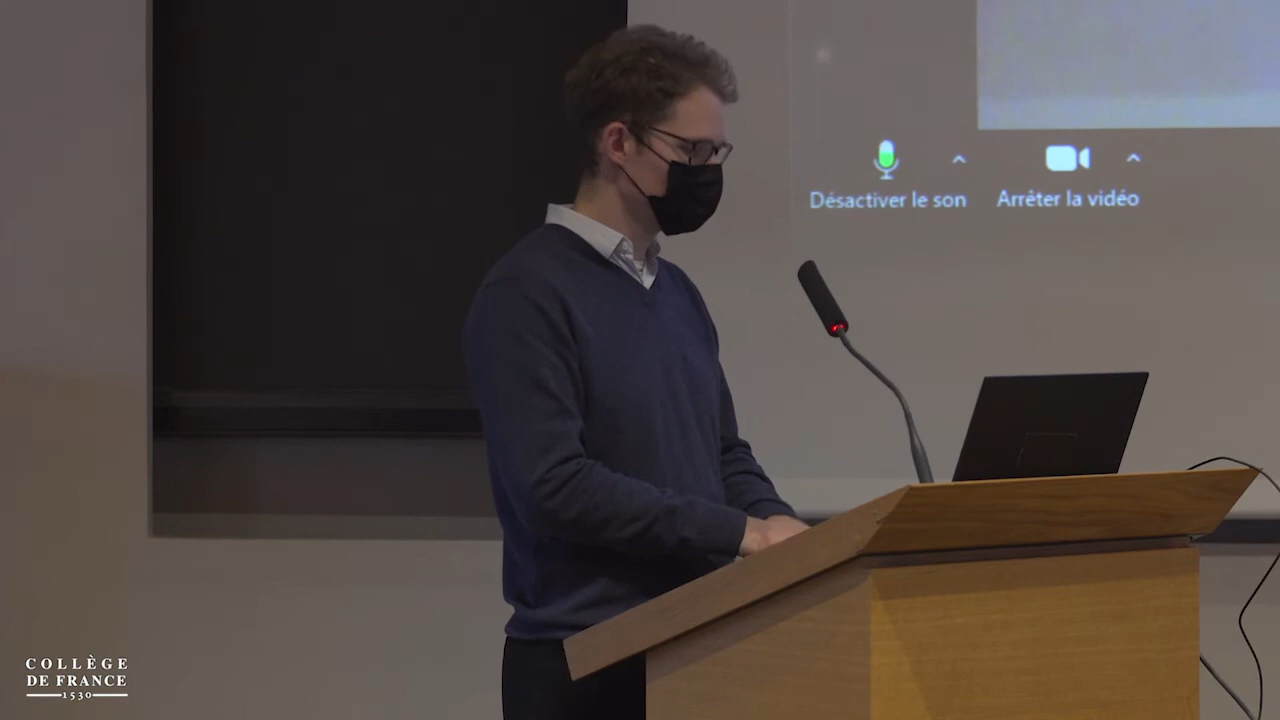 Désactiver le son
Arrêter la vidéo
COLLÈGE
DE FRANCE
1530